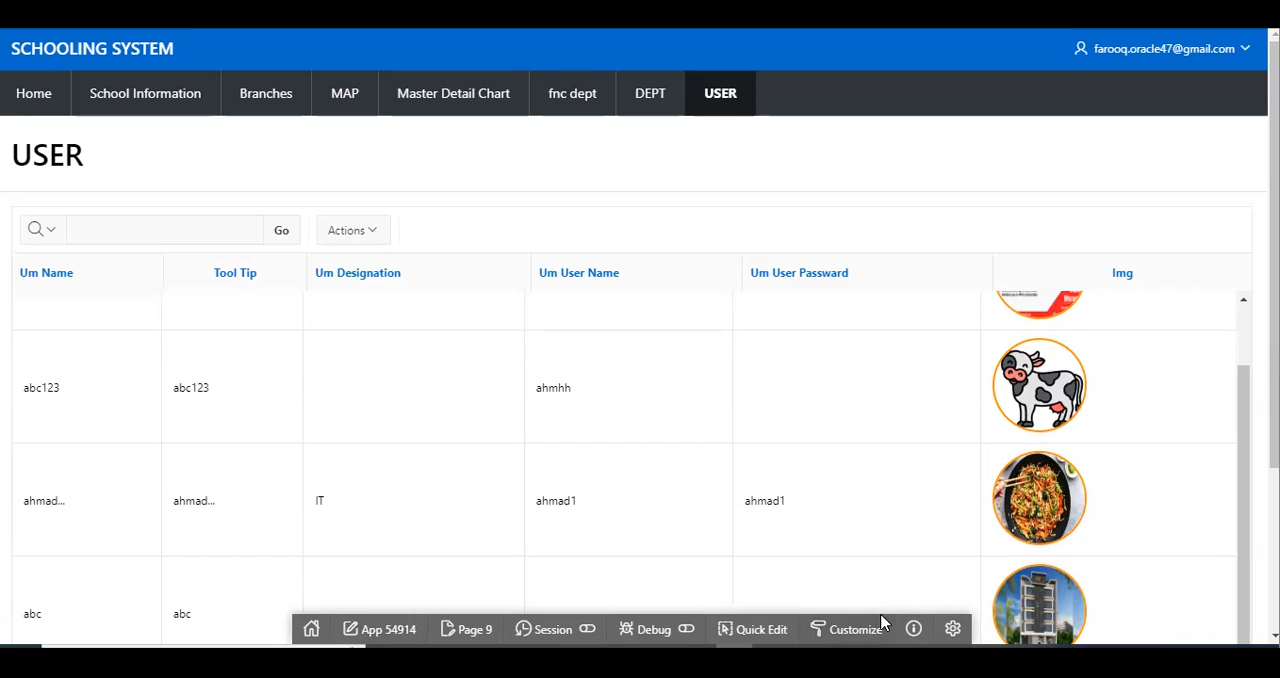 SCHOOLING SYSTEM
farooq.oracle47@gmail.com
Home School Information Branches MAP Master Detail Chart fnc dept DEPT USER
USER
Go Actions
Um Name Tool Tip Um Designation Um User Name Um User Passward Img
abc123 abc123 ahmhh
ahmad... ahmad... IT ahmad1 ahmad1
abc abc
App 54914 Page 9 Session Debug Quick Edit Customize